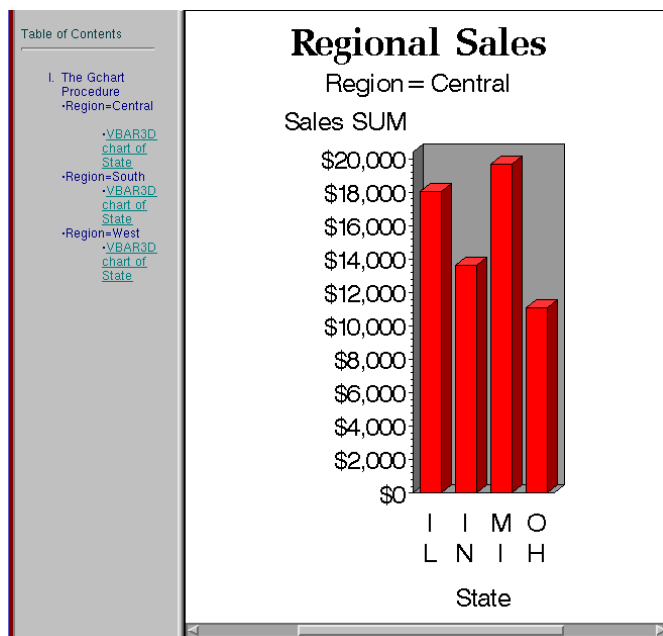 Table of Contents
I. The Gchart
Procedure
·Region=Central
·VBAR3D
chart of
State
·Region=South
·VBAR3D
chart of
State
·Region=West
·VBAR3D
chart of
State
Regional Sales
Region = Central
Sales SUM
$20,000
$18,000
$16,000
$14,000
$12,000
$10,000
$8,000
$6,000
$4,000
$2,000
$0
I I M O
L N I H
State